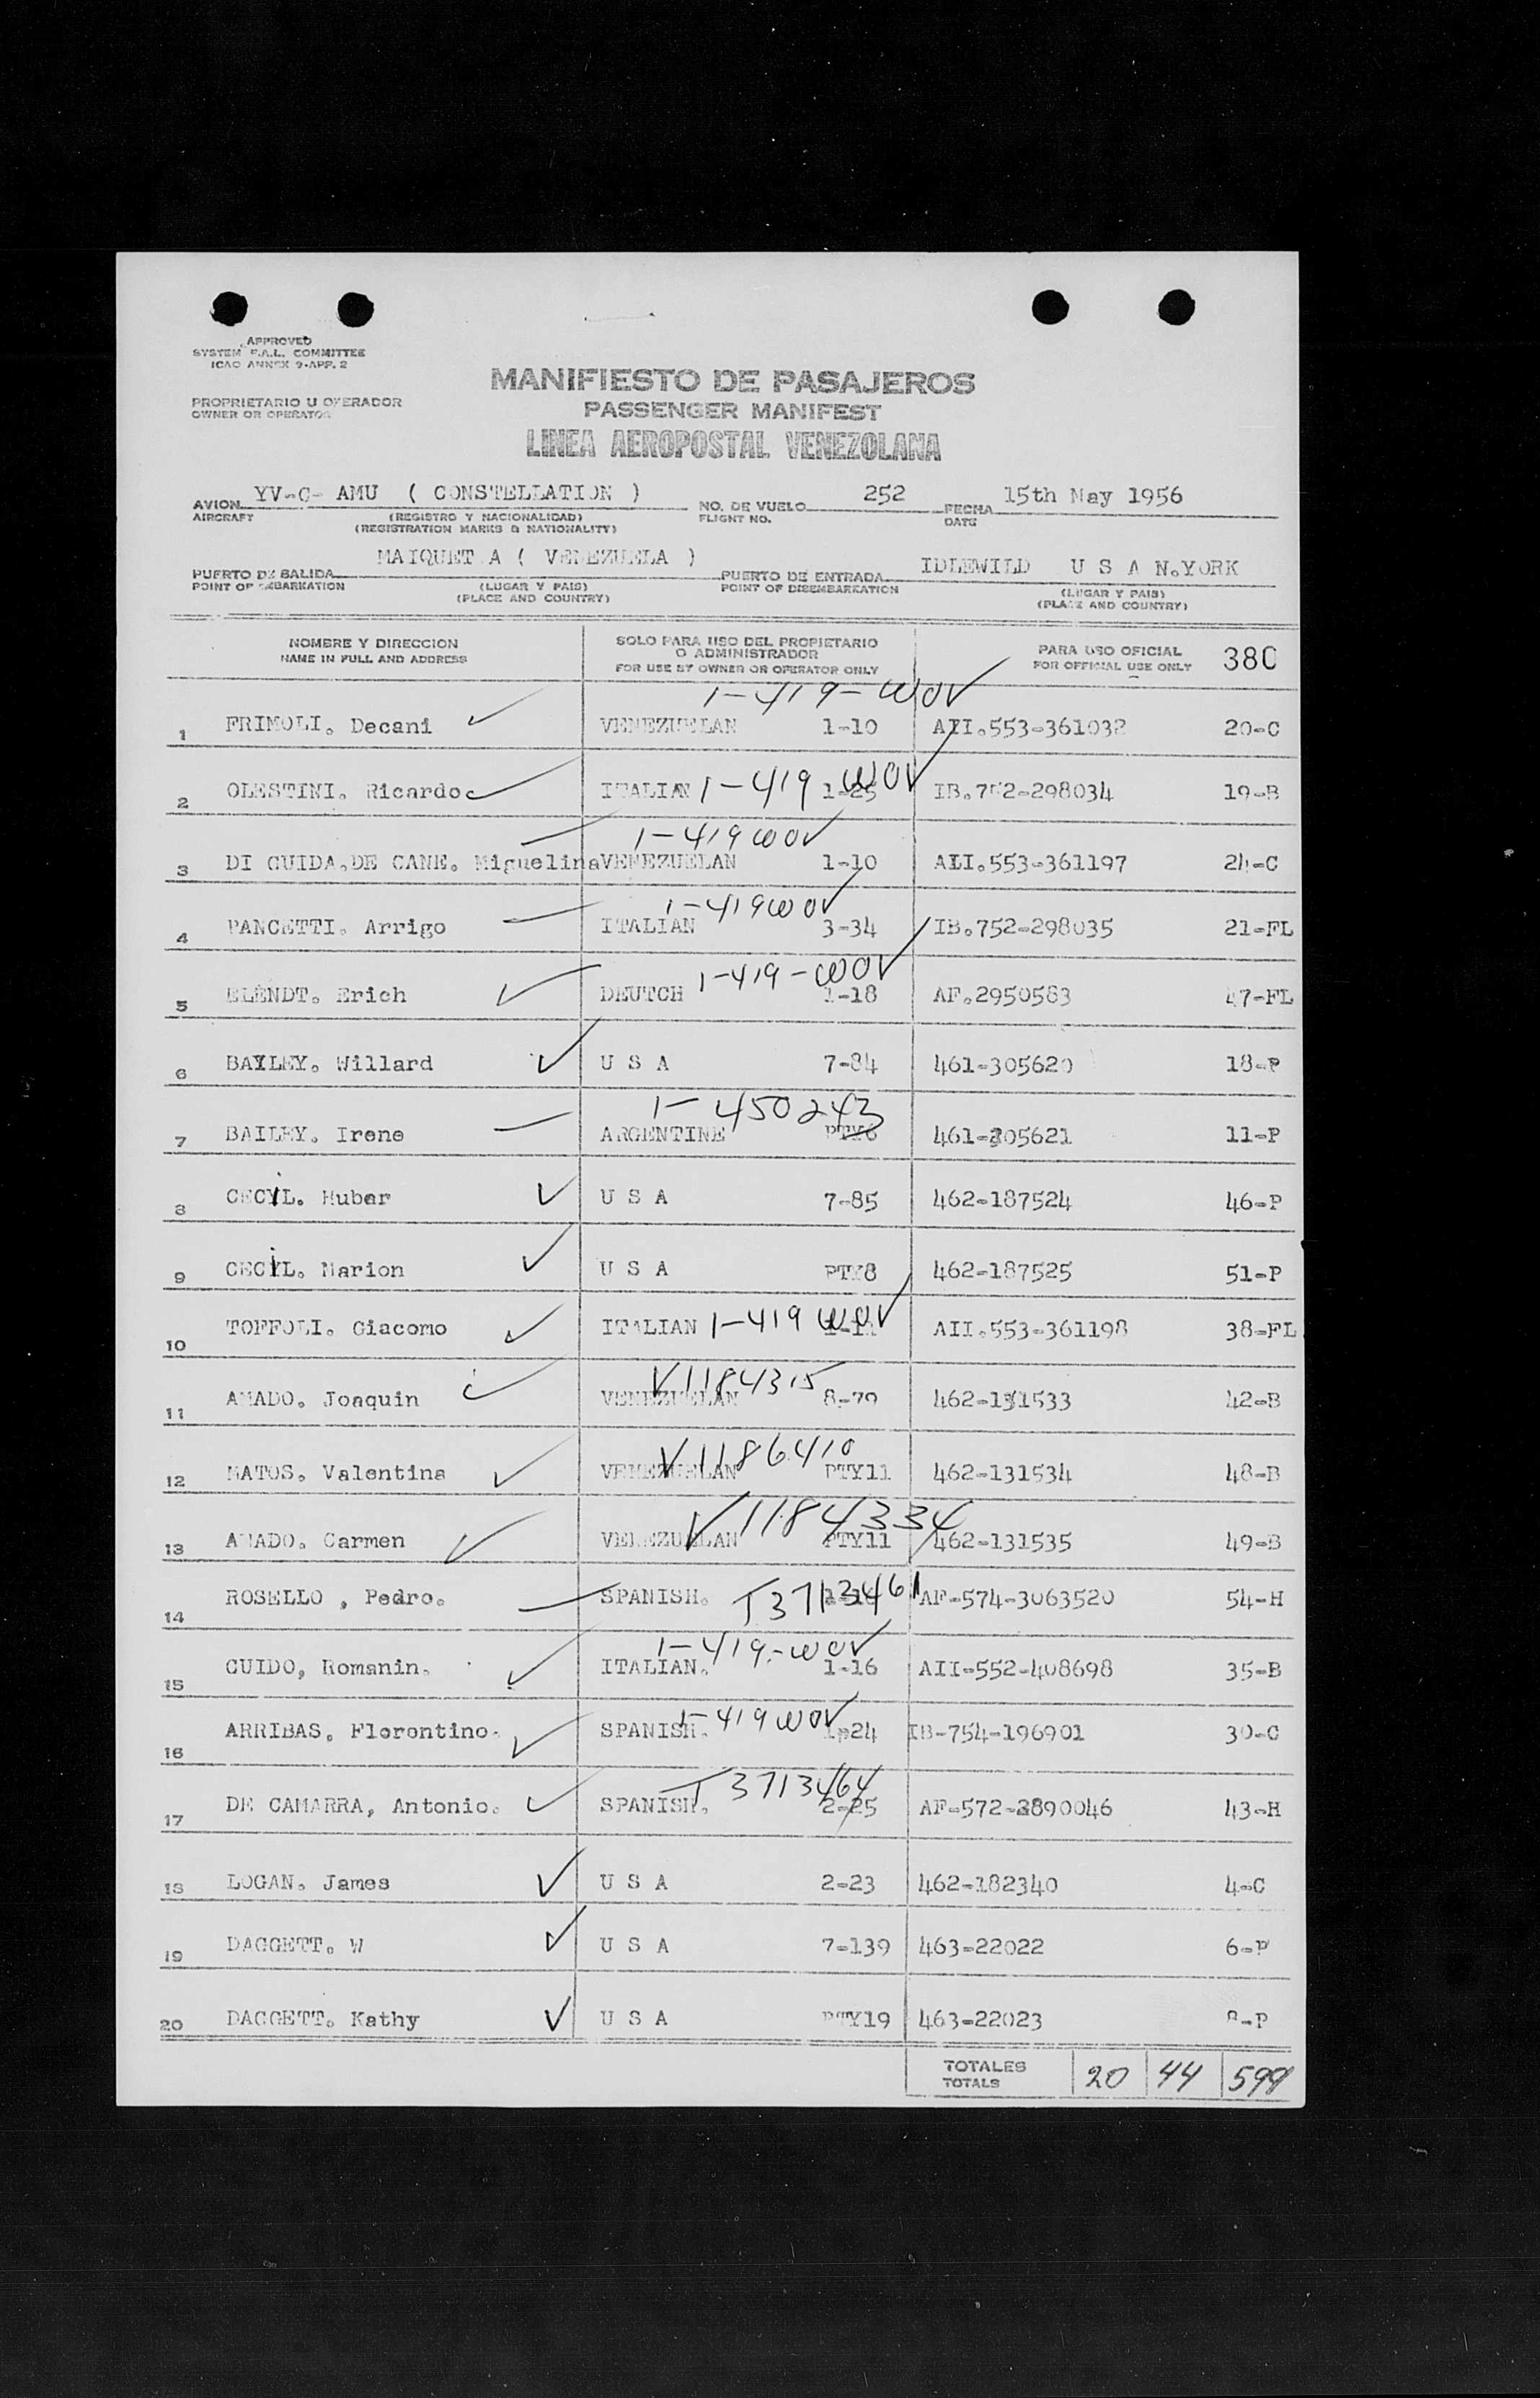 APPROVED
SYSTEM F.A.L. COMMITTEE
ICAO ANNEX 9-APP. 2
PROPRIETARIO U OPERADOR
OWNER OR OPERATOR
MANIFIESTO DE PASAJEROS
PASSENGER MANIFEST
LINEA AEROPOSTAL VENEZOLANA
AVION YV-C- AMU ( CONSTELLATION ) NO. DE VUELO 252 FECHA 15th May 1956
AIRCRAFT (REGISTRO Y NACIONALIDAD) FLIGHT NO. DATE
(REGISTRATION MARKS & NATIONALITY)
PUERTO DE SALIDA MAIQUET A ( VENEZUELA ) PUERTO DE ENTRADA IDLEWILD U S A N.YORK
POINT OF EMBARKATION (LUGAR Y PAIS) POINT OF DISEMBARKATION (LUGAR Y PAIS)
(PLACE AND COUNTRY) (PLACE AND COUNTRY)
NOMBRE Y DIRECCION SOLO PARA USO DEL PROPIETARIO O ADMINISTRADOR PARA USO OFICIAL 380
NAME IN FULL AND ADDRESS FOR USE BY OWNER OR OPERATOR ONLY FOR OFFICIAL USE ONLY
1-419-WOV
1 FRIMOLI. Decani VENEZUELAN 1-10 AII.553-361032 20-C
2 OLESTINI. Ricardo ITALIAN 1-419 WOV 1-25 IB.752-298034 19-B
1-419 WOV
3 DI GUIDA.DE CANE. Miguelina VENEZUELAN 1-10 AII.553-361197 24-C
1-419 WOV
4 PANCETTI. Arrigo ITALIAN 3-34 IB.752-298035 21-FL
1-419-WOV
5 BLENDT. Erich DEUTCH 1-18 AF.2950583 47-FL
6 BAILEY. Willard U S A 7-84 461-305620 18-P
1-450243
7 BAILEY. Irene ARGENTINE PTY6 461-305621 11-P
8 CECiL. Huber U S A 7-85 462-187524 46-P
9 CECiL. Marion U S A PTY8 462-187525 51-P
10 TOFFOLI. Giacomo ITALIAN 1-419 WOV AII.553-361198 38-FL
V1184315
11 AMADO. Joaquin VENEZUELAN 8-79 462-131533 42-B
V1186410
12 MATOS. Valentina VENEZUELAN PTY11 462-131534 48-B
V1184334
13 AMADO. Carmen VENEZUELAN PTY11 462-131535 49-B
14 ROSELLO , Pedro. SPANISH. T3713461 AF-574-3063520 54-H
1-419-WOV
15 GUIDO, Romanin. ITALIAN. 1-16 AII-552-408698 35-B
1-419 WOV
16 ARRIBAS. Florentino. SPANISH. 1-24 IB-754-196901 30-C
T3713464
17 DE CAMARRA, Antonio. SPANISH. 2-25 AF-572-2890046 43-H
18 LOGAN. James U S A 2-23 462-182340 4-C
19 DAGGETT. W U S A 7-139 463-22022 6-P
20 DAGGETT. Kathy U S A PTY19 463-22023 8-P
TOTALES 20 44 599
TOTALS